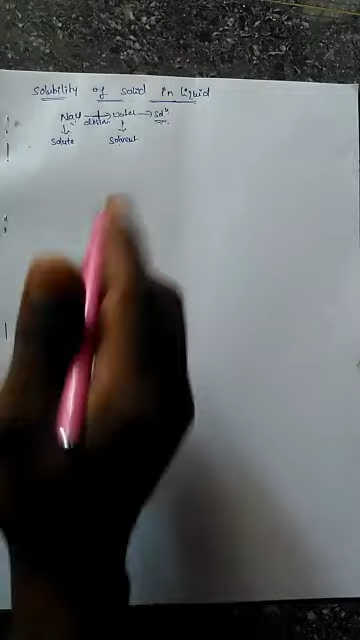 Solubility of solid in liquid
NaCl → water → Solⁿ
Solute solvent